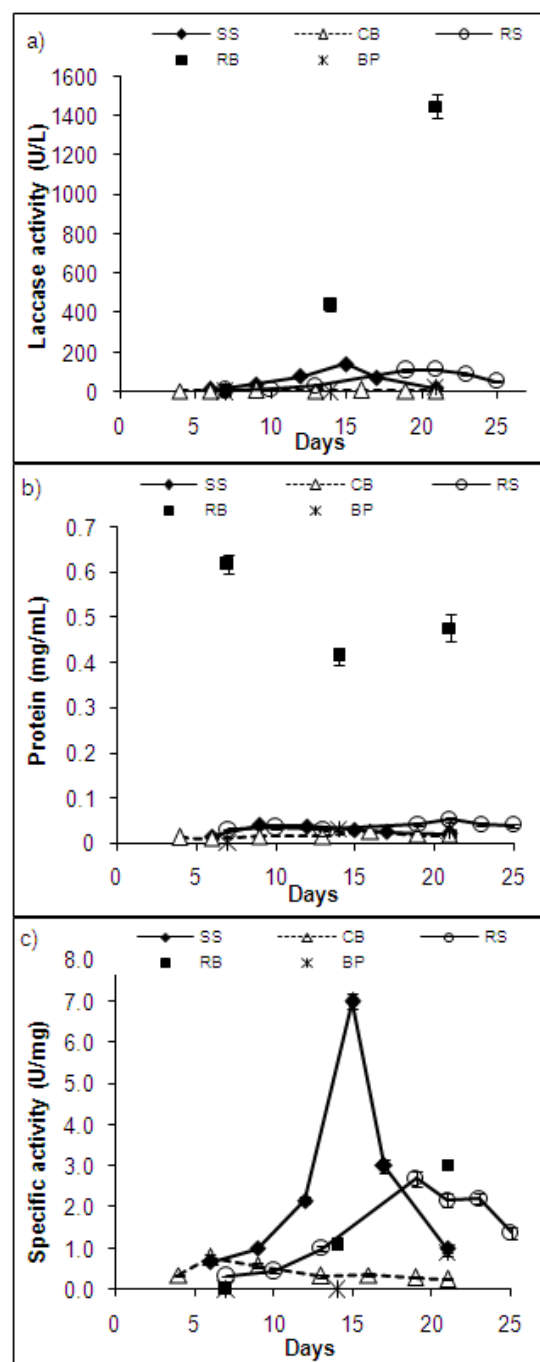 a)
SS CB RS
RB BP
1600
1400
1200
1000
800
600
400
200
0
Laccase activity (U/L)
0 5 10 15 20 25
Days
b)
SS CB RS
RB BP
0.7
0.6
0.5
0.4
0.3
0.2
0.1
0
Protein (mg/mL)
0 5 10 15 20 25
Days
c)
SS CB RS
RB BP
8.0
7.0
6.0
5.0
4.0
3.0
2.0
1.0
0.0
Specific activity (U/mg)
0 5 10 15 20 25
Days